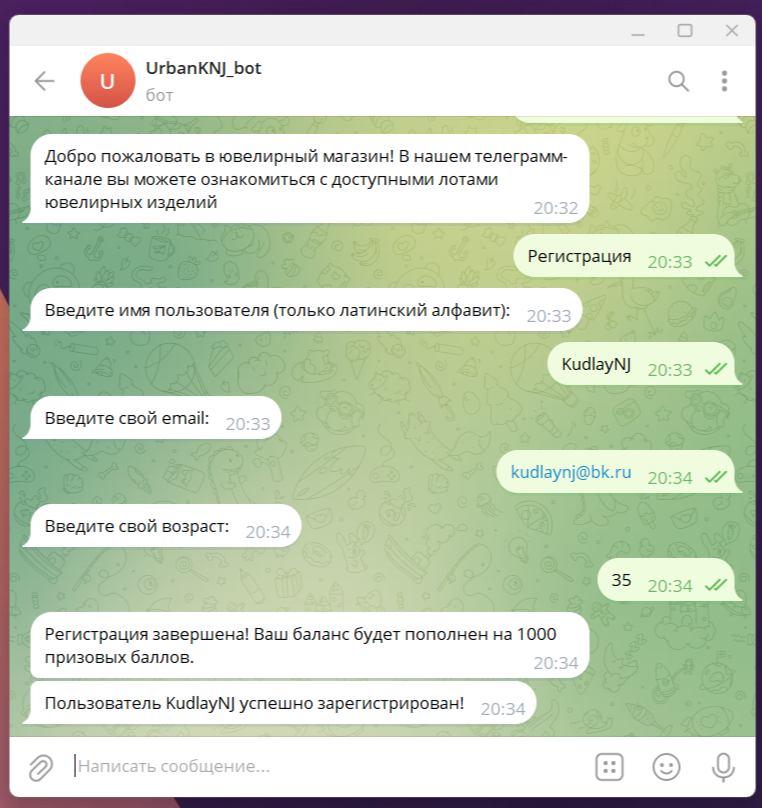 UrbanKNJ_bot
бот
Добро пожаловать в ювелирный магазин! В нашем телеграмм-
канале вы можете ознакомиться с доступными лотами
ювелирных изделий
20:32
Регистрация 20:33
Введите имя пользователя (только латинский алфавит): 20:33
KudlayNJ 20:33
Введите свой email: 20:33
kudlaynj@bk.ru 20:34
Введите свой возраст: 20:34
35 20:34
Регистрация завершена! Ваш баланс будет пополнен на 1000
призовых баллов.
20:34
Пользователь KudlayNJ успешно зарегистрирован! 20:34
Написать сообщение...
U